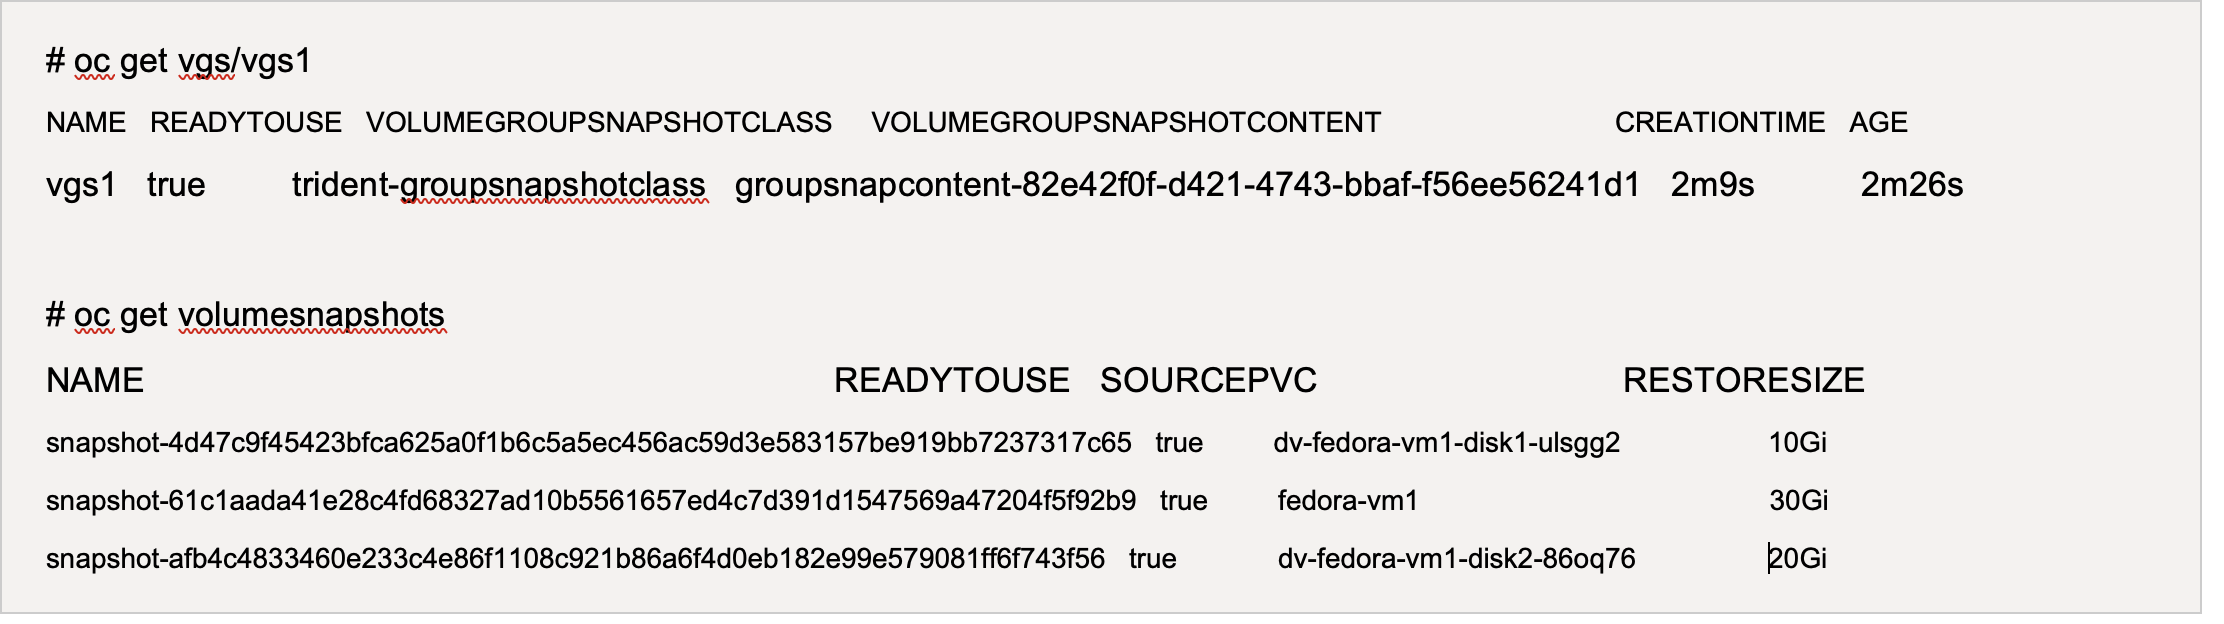 # oc get vgs/vgs1
NAME READYTOUSE VOLUMEGROUPSNAPSHOTCLASS VOLUMEGROUPSNAPSHOTCONTENT CREATIONTIME AGE
vgs1 true trident-groupsnapshotclass groupsnapcontent-82e42f0f-d421-4743-bbaf-f56ee56241d1 2m9s 2m26s
# oc get volumesnapshots
NAME READYTOUSE SOURCEPVC RESTORESIZE
snapshot-4d47c9f45423bfca625a0f1b6c5a5ec456ac59d3e583157be919bb7237317c65 true dv-fedora-vm1-disk1-ulsgg2 10Gi
snapshot-61c1aada41e28c4fd68327ad10b5561657ed4c7d391d1547569a47204f5f92b9 true fedora-vm1 30Gi
snapshot-afb4c4833460e233c4e86f1108c921b86a6f4d0eb182e99e579081ff6f743f56 true dv-fedora-vm1-disk2-86oq76 20Gi